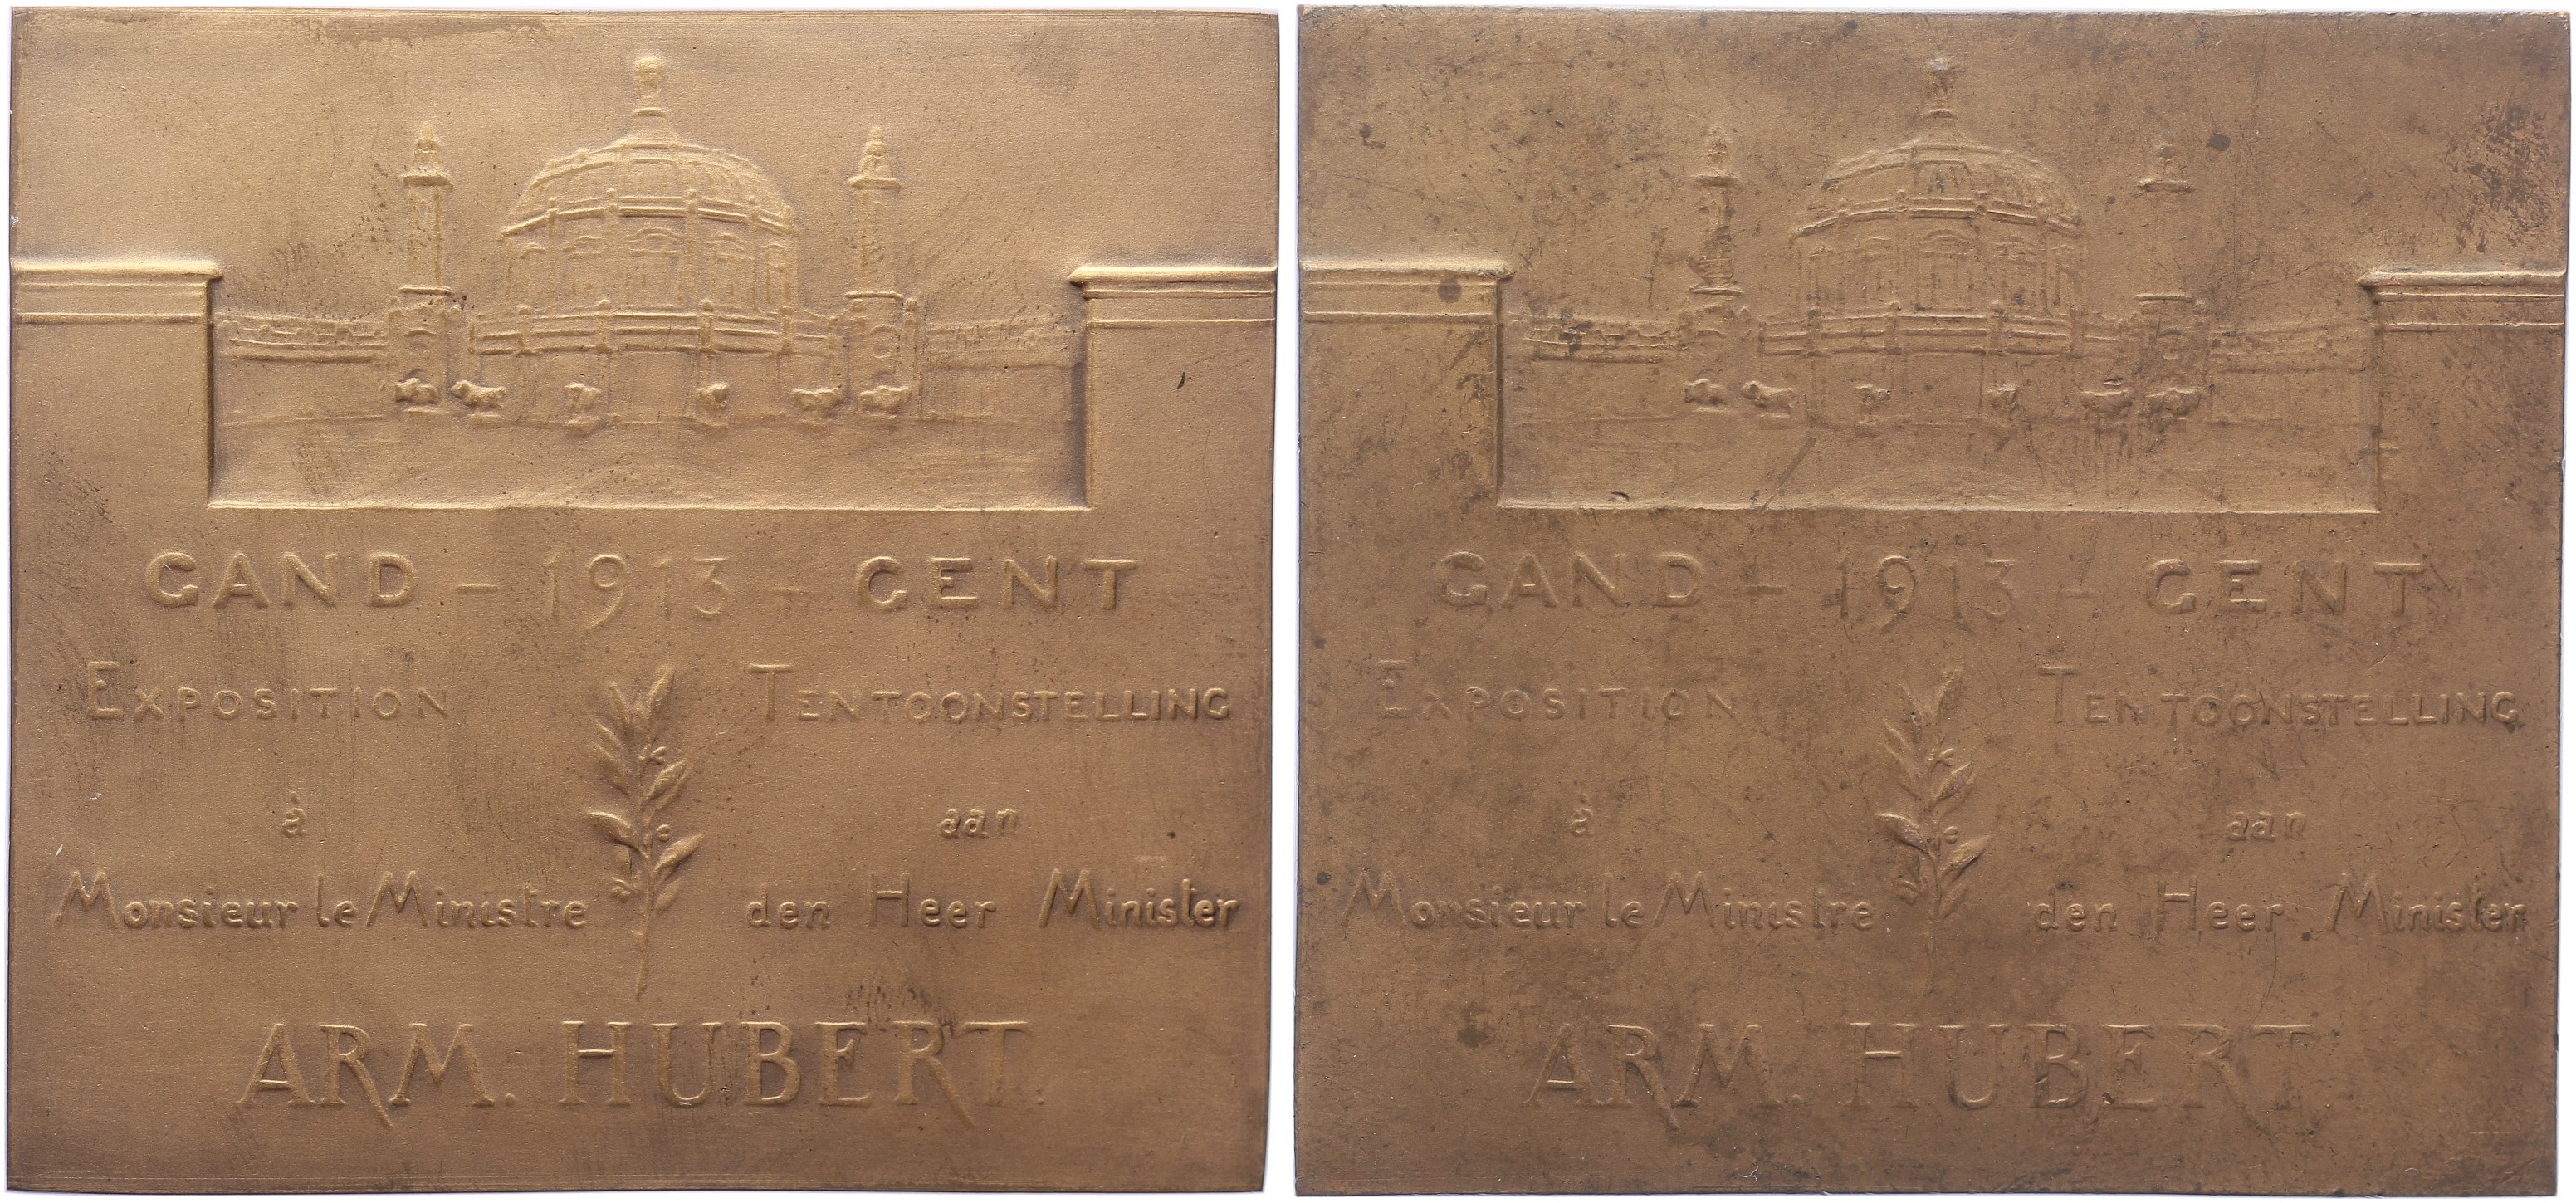 GAND - 1913 - GENT
EXPOSITION
à
Monsieur le Ministre
TENTOONSTELLING
aan
den Heer Minister
ARM. HUBERT.
GAND - 1913 - GENT
EXPOSITION
à
Monsieur le Ministre
TENTOONSTELLING
aan
den Heer Minister
ARM. HUBERT.